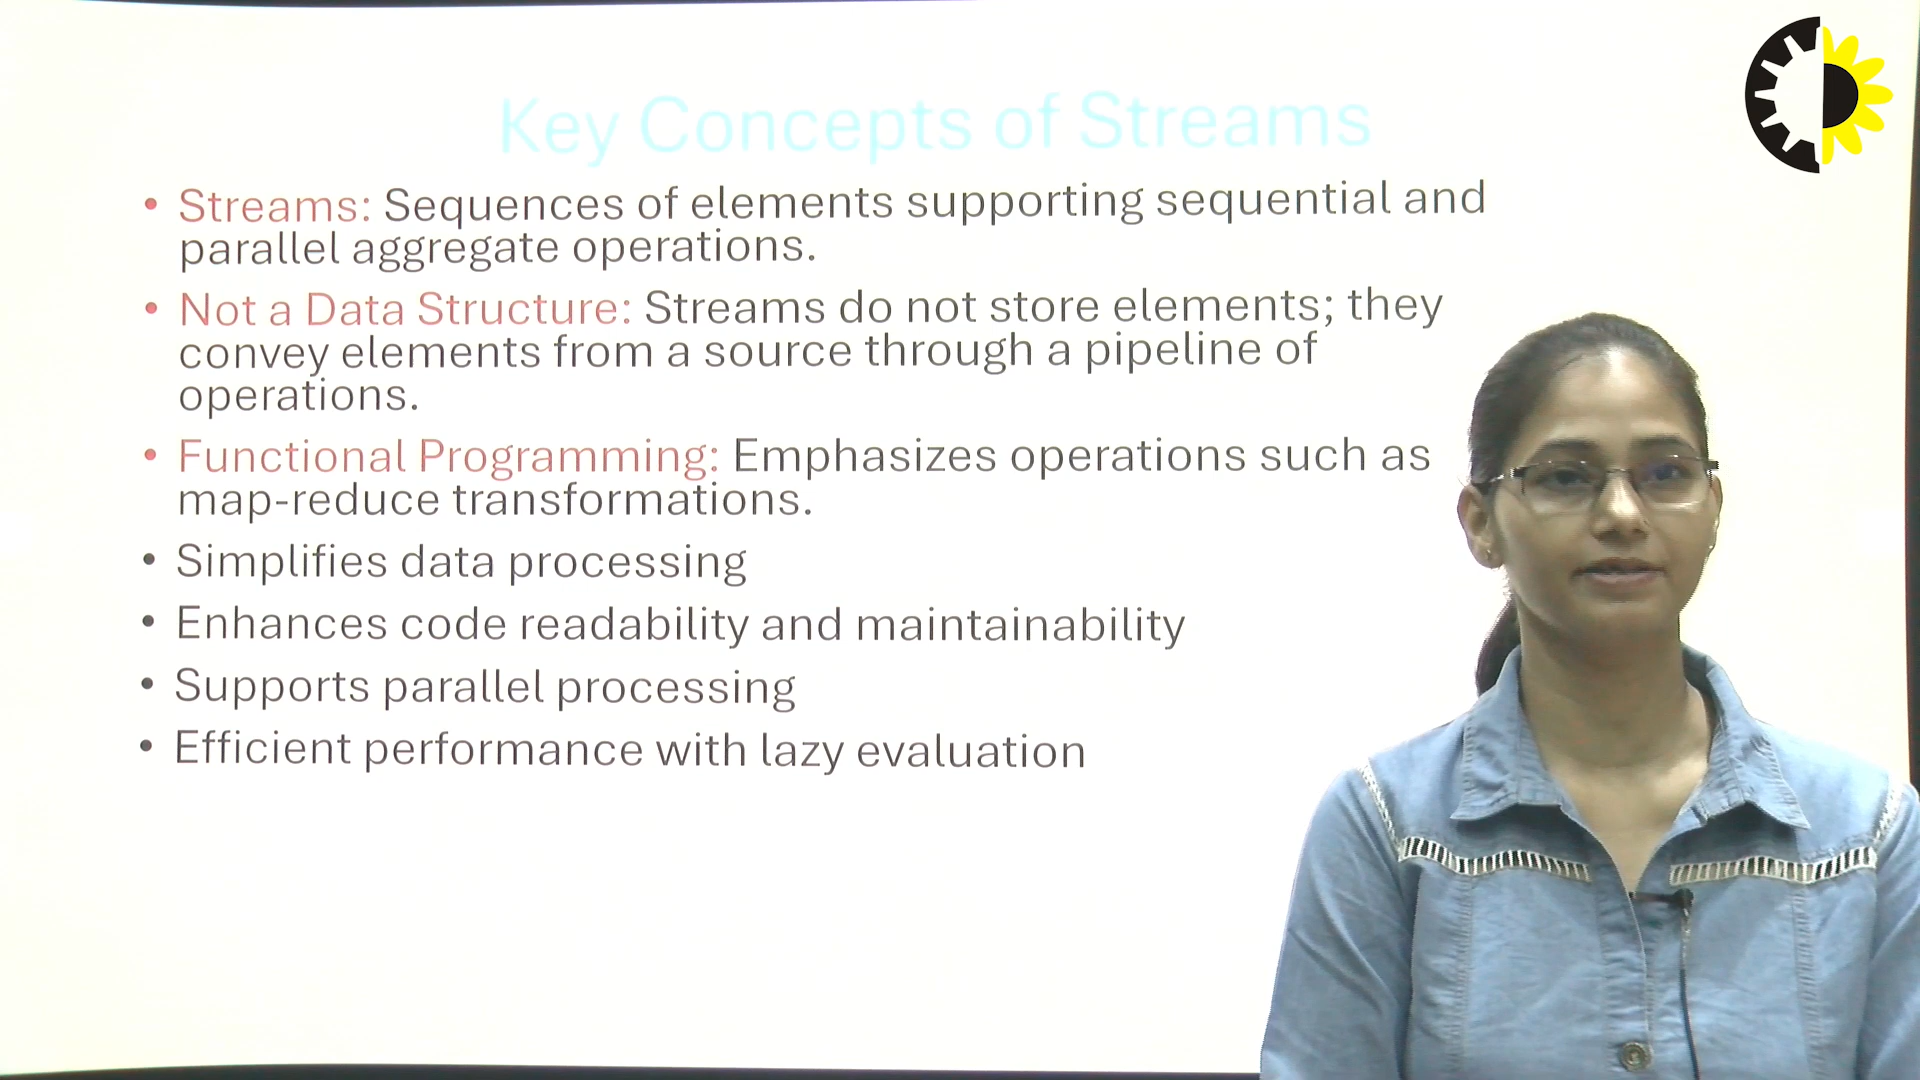 Key Concepts of Streams
• Streams: Sequences of elements supporting sequential and
parallel aggregate operations.
• Not a Data Structure: Streams do not store elements; they
convey elements from a source through a pipeline of
operations.
• Functional Programming: Emphasizes operations such as
map-reduce transformations.
• Simplifies data processing
• Enhances code readability and maintainability
• Supports parallel processing
• Efficient performance with lazy evaluation